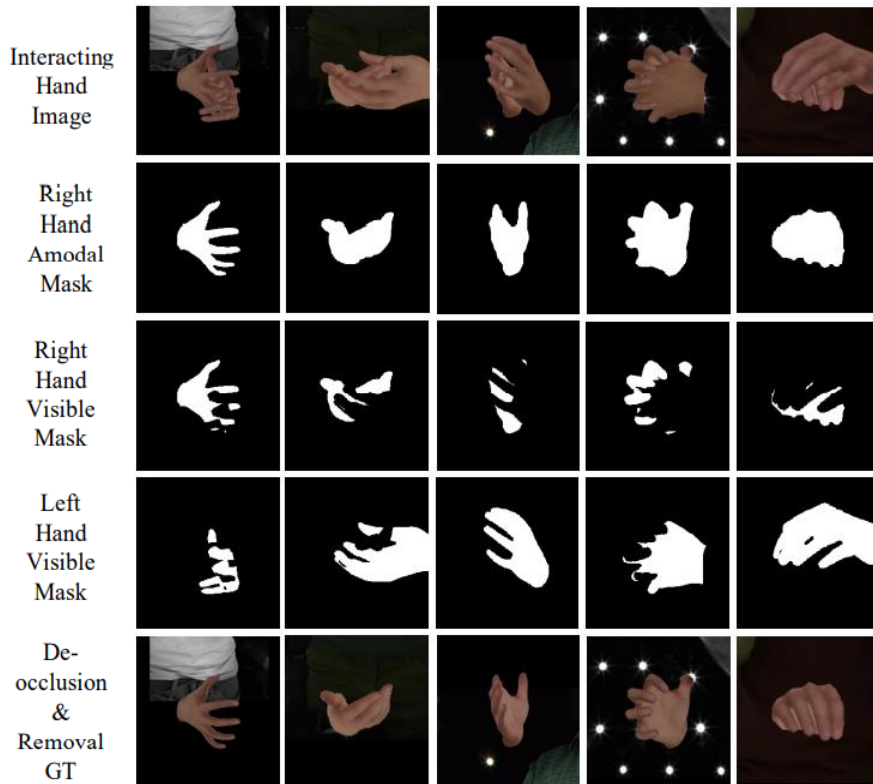 Interacting
Hand
Image
Right
Hand
Amodal
Mask
Right
Hand
Visible
Mask
Left
Hand
Visible
Mask
De-
occlusion
&
Removal
GT